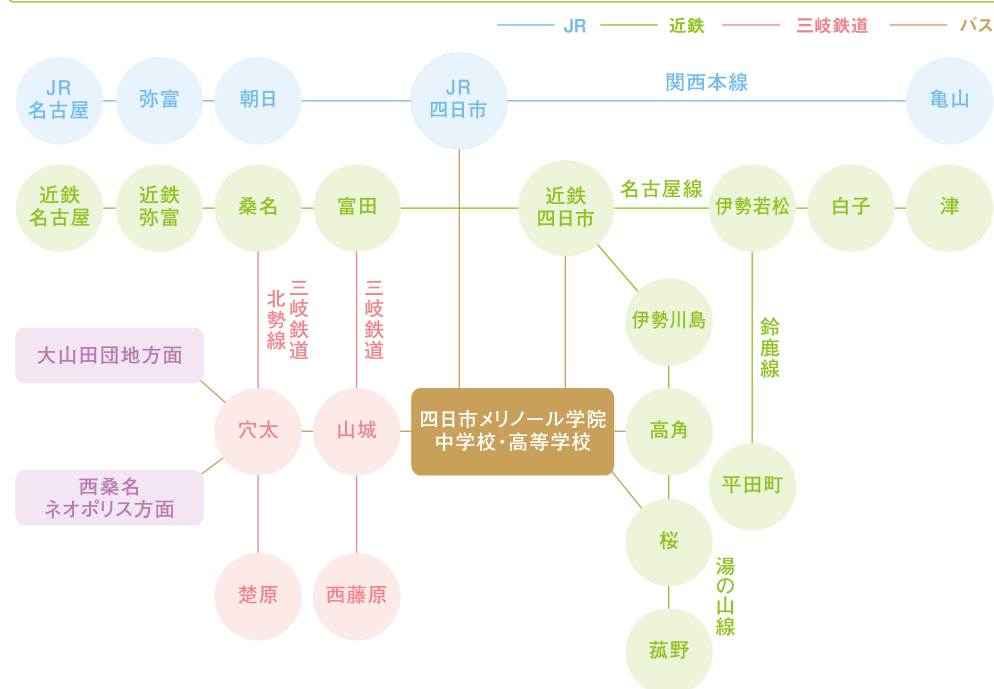 JR
近鉄
三岐鉄道
バス
JR
名古屋
弥富
朝日
JR
四日市
関西本線
亀山
近鉄
名古屋
近鉄
弥富
桑名
富田
近鉄
四日市
名古屋線
伊勢若松
白子
津
三岐鉄道
北勢線
三岐鉄道
伊勢川島
鈴鹿線
大山田団地方面
穴太
山城
四日市メリノール学院
中学校・高等学校
高角
西桑名
ネオポリス方面
平田町
桜
湯の山線
楚原
西藤原
菰野